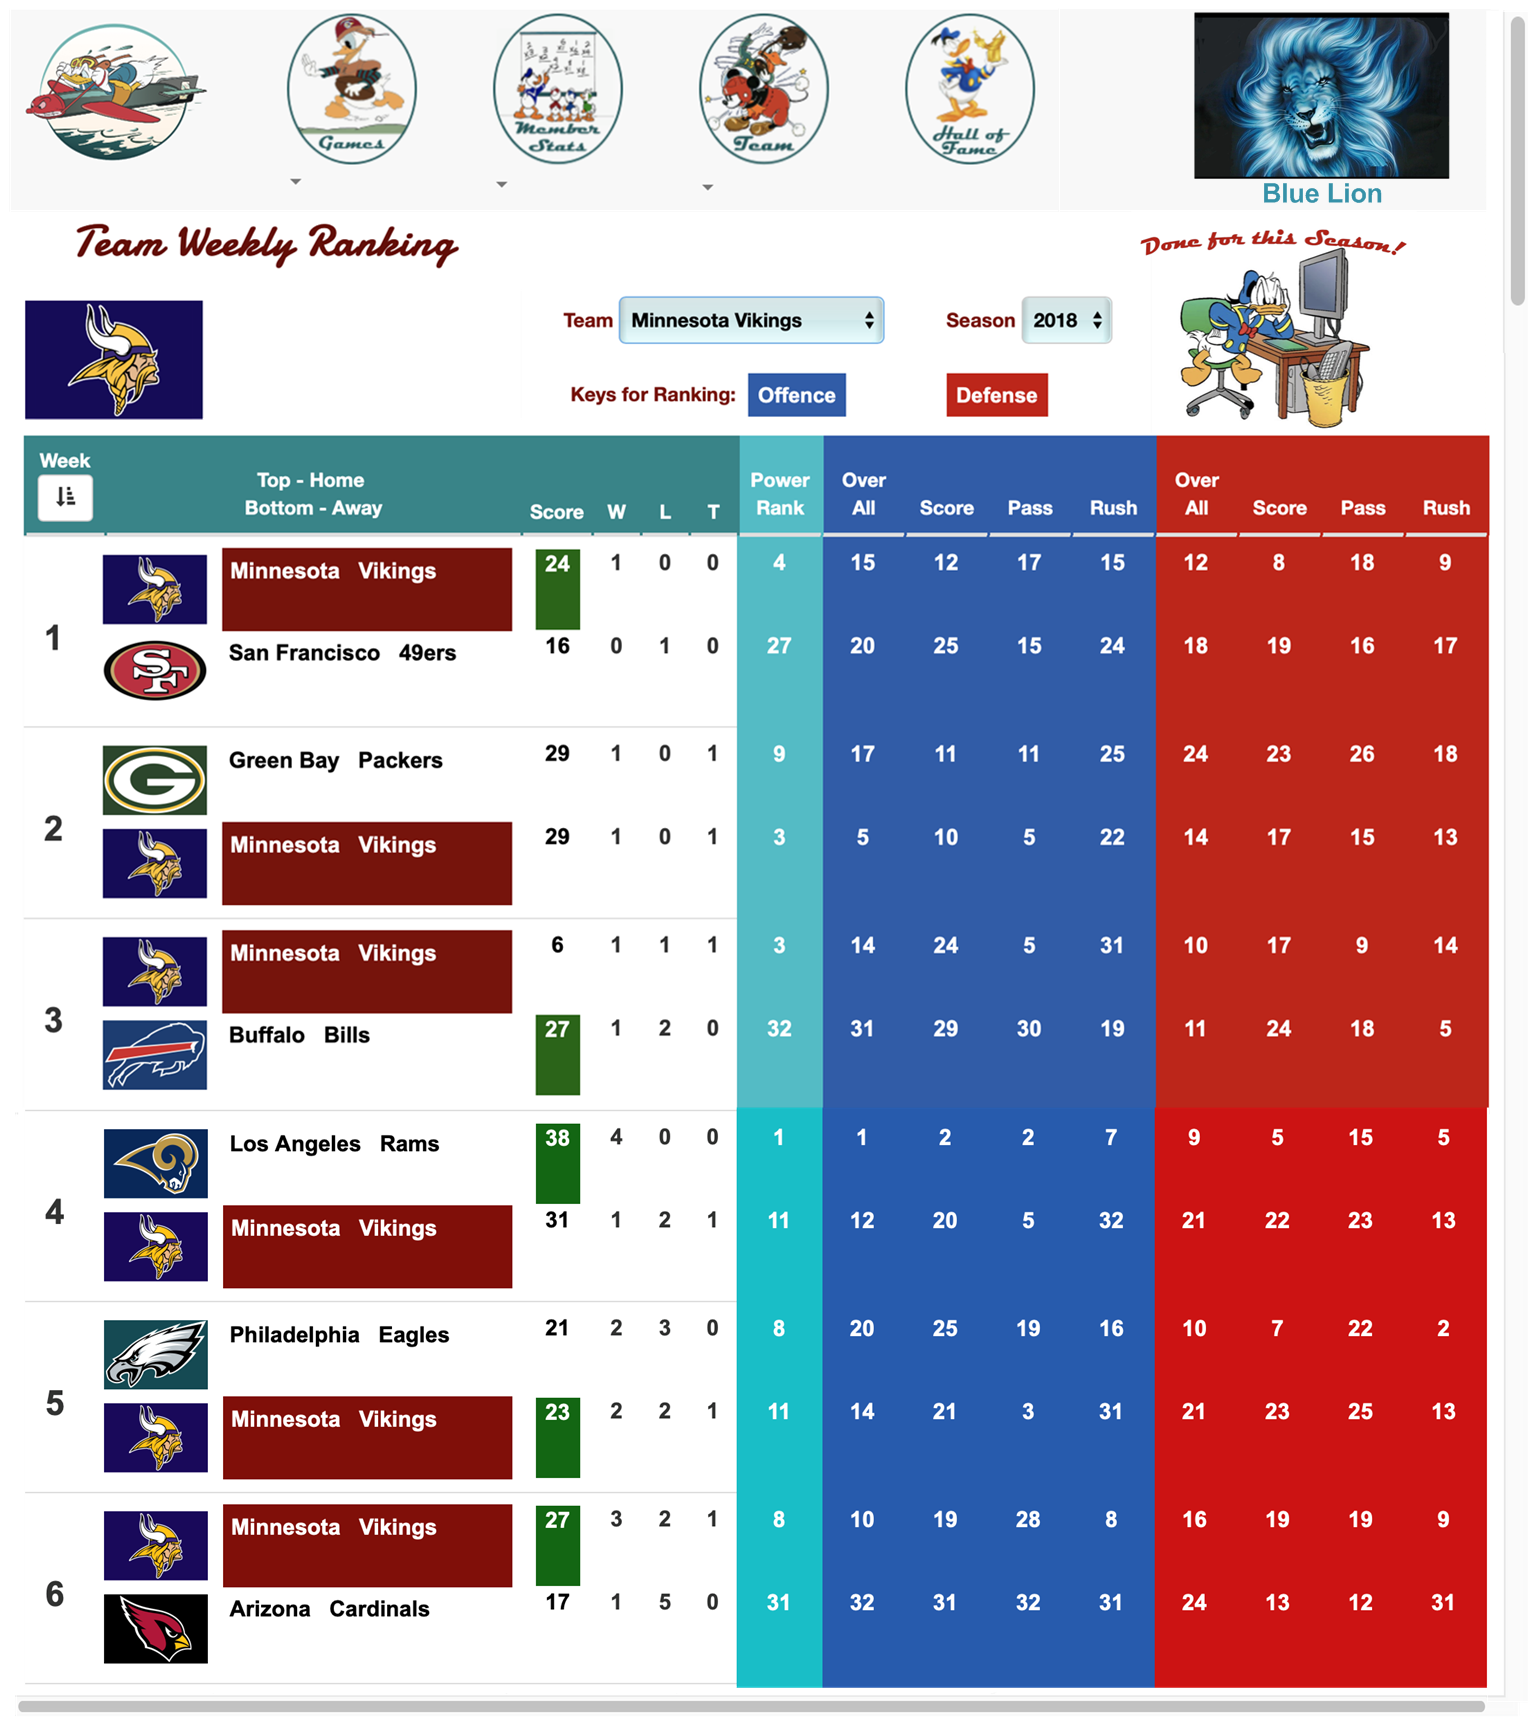 Games
Member
Stats
Team
Hall of
Fame
Blue Lion
Team Weekly Ranking
Done for this Season!
Team Minnesota Vikings Season 2018
Keys for Ranking: Offence Defense
Week
Top - Home
Bottom - Away
Score W L T
Power
Rank
Over
All Score Pass Rush
Over
All Score Pass Rush
1
Minnesota Vikings 24 1 0 0 4 15 12 17 15 12 8 18 9
San Francisco 49ers 16 0 1 0 27 20 25 15 24 18 19 16 17
2
Green Bay Packers 29 1 0 1 9 17 11 11 25 24 23 26 18
Minnesota Vikings 29 1 0 1 3 5 10 5 22 14 17 15 13
3
Minnesota Vikings 6 1 1 1 3 14 24 5 31 10 17 9 14
Buffalo Bills 27 1 2 0 32 31 29 30 19 11 24 18 5
4
Los Angeles Rams 38 4 0 0 1 1 2 2 7 9 5 15 5
Minnesota Vikings 31 1 2 1 11 12 20 5 32 21 22 23 13
5
Philadelphia Eagles 21 2 3 0 8 20 25 19 16 10 7 22 2
Minnesota Vikings 23 2 2 1 11 14 21 3 31 21 23 25 13
6
Minnesota Vikings 27 3 2 1 8 10 19 28 8 16 19 19 9
Arizona Cardinals 17 1 5 0 31 32 31 32 31 24 13 12 31